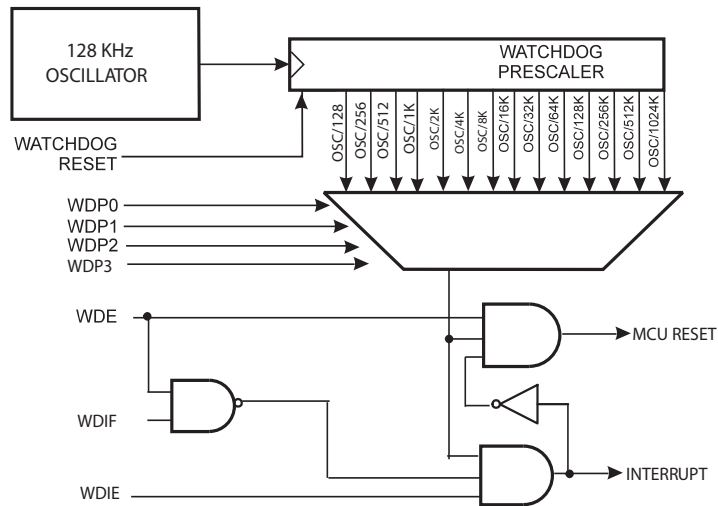 128 KHz
OSCILLATOR
WATCHDOG
PRESCALER
WATCHDOG
RESET
OSC/128
OSC/256
OSC/512
OSC/1K
OSC/2K
OSC/4K
OSC/8K
OSC/16K
OSC/32K
OSC/64K
OSC/128K
OSC/256K
OSC/512K
OSC/1024K
WDP0
WDP1
WDP2
WDP3
WDE
MCU RESET
WDIF
INTERRUPT
WDIE